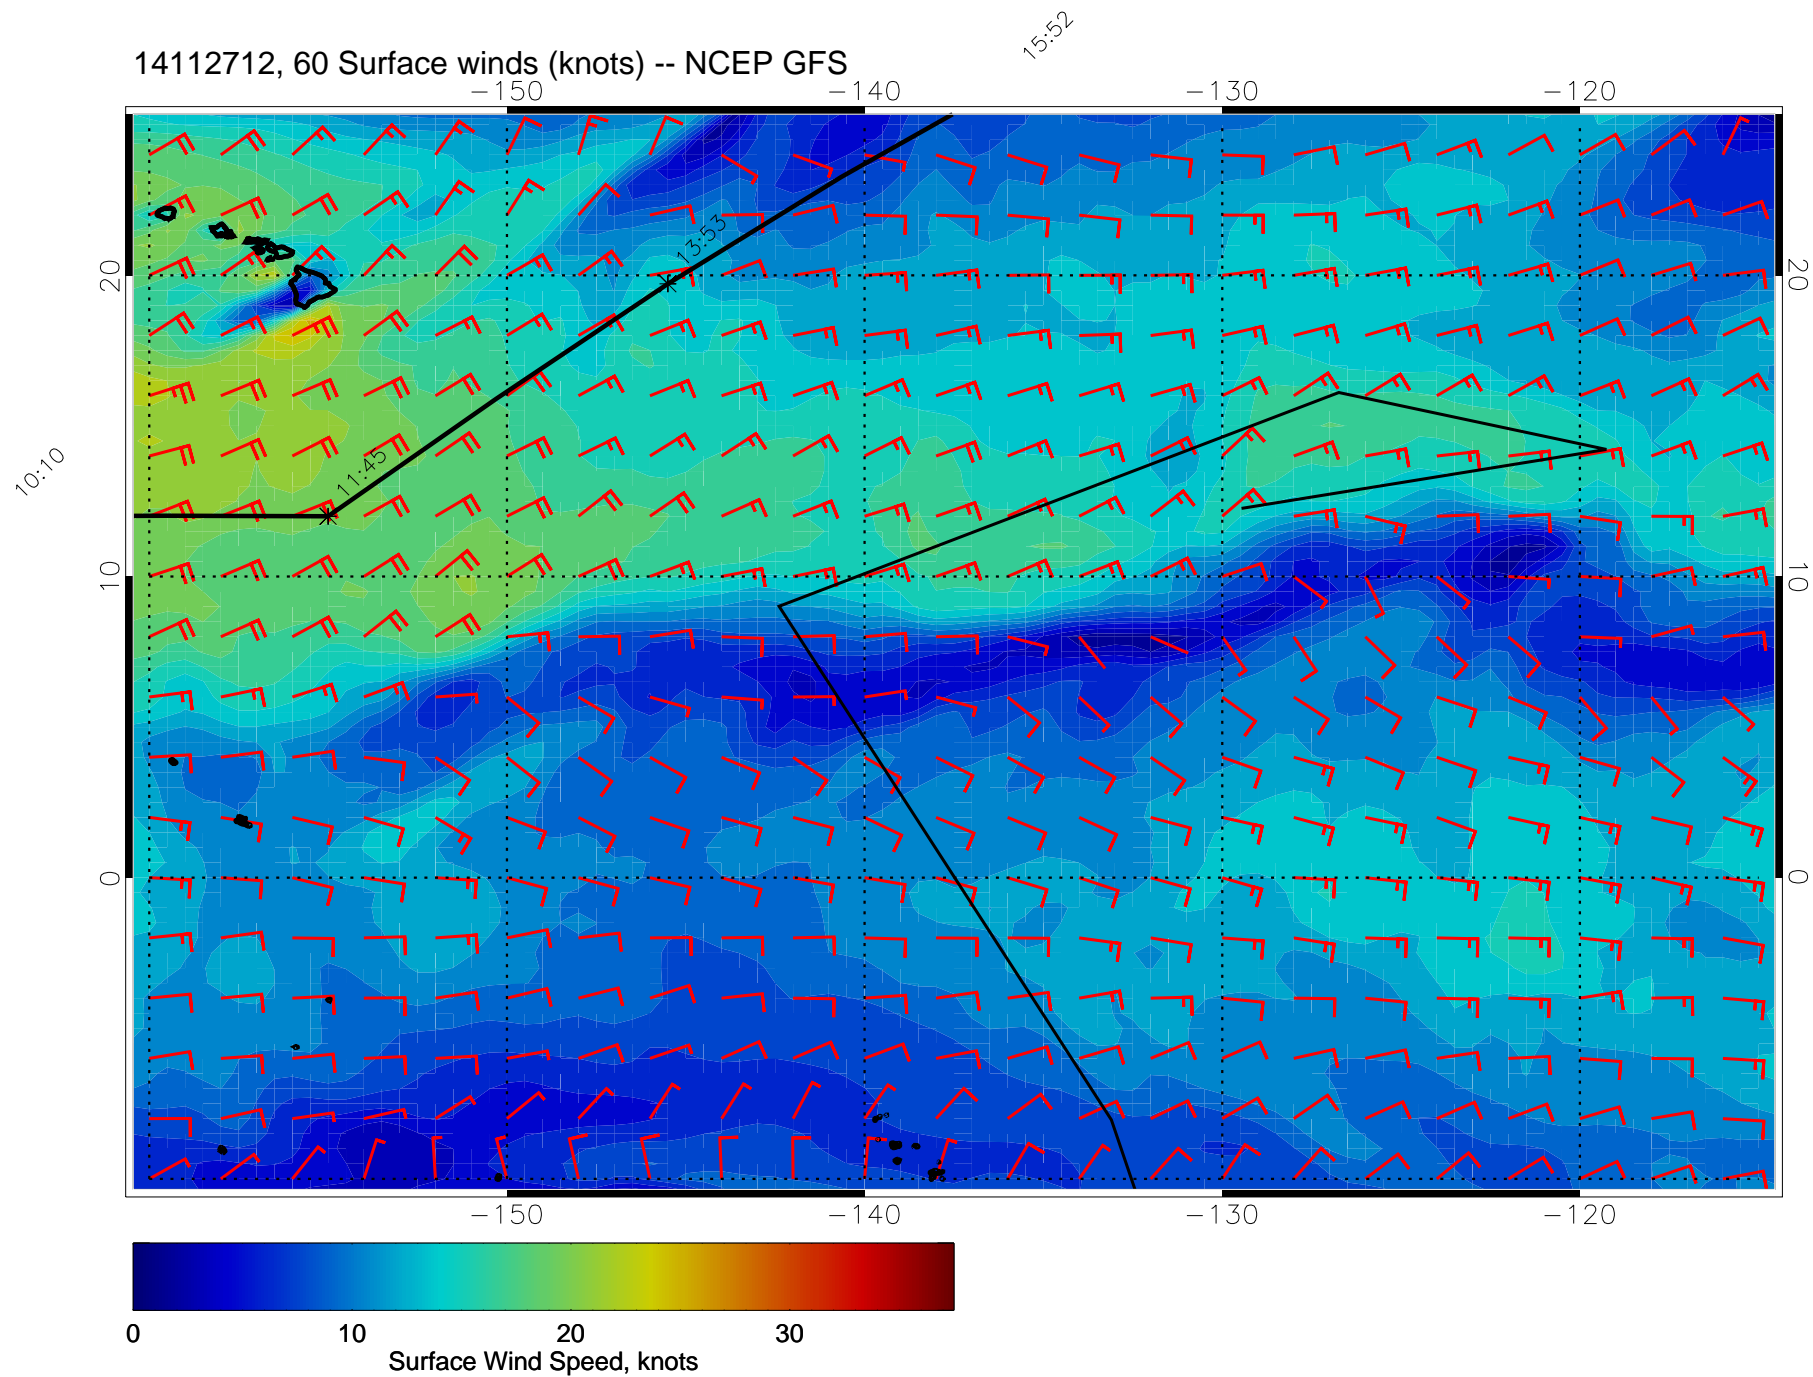 15:52
14112712, 60 Surface winds (knots) -- NCEP GFS
−150 −140 −130 −120
13:53
20 20
11:45
10:10
10 10
0 0
−150 −140 −130 −120
0 10 20 30
Surface Wind Speed, knots